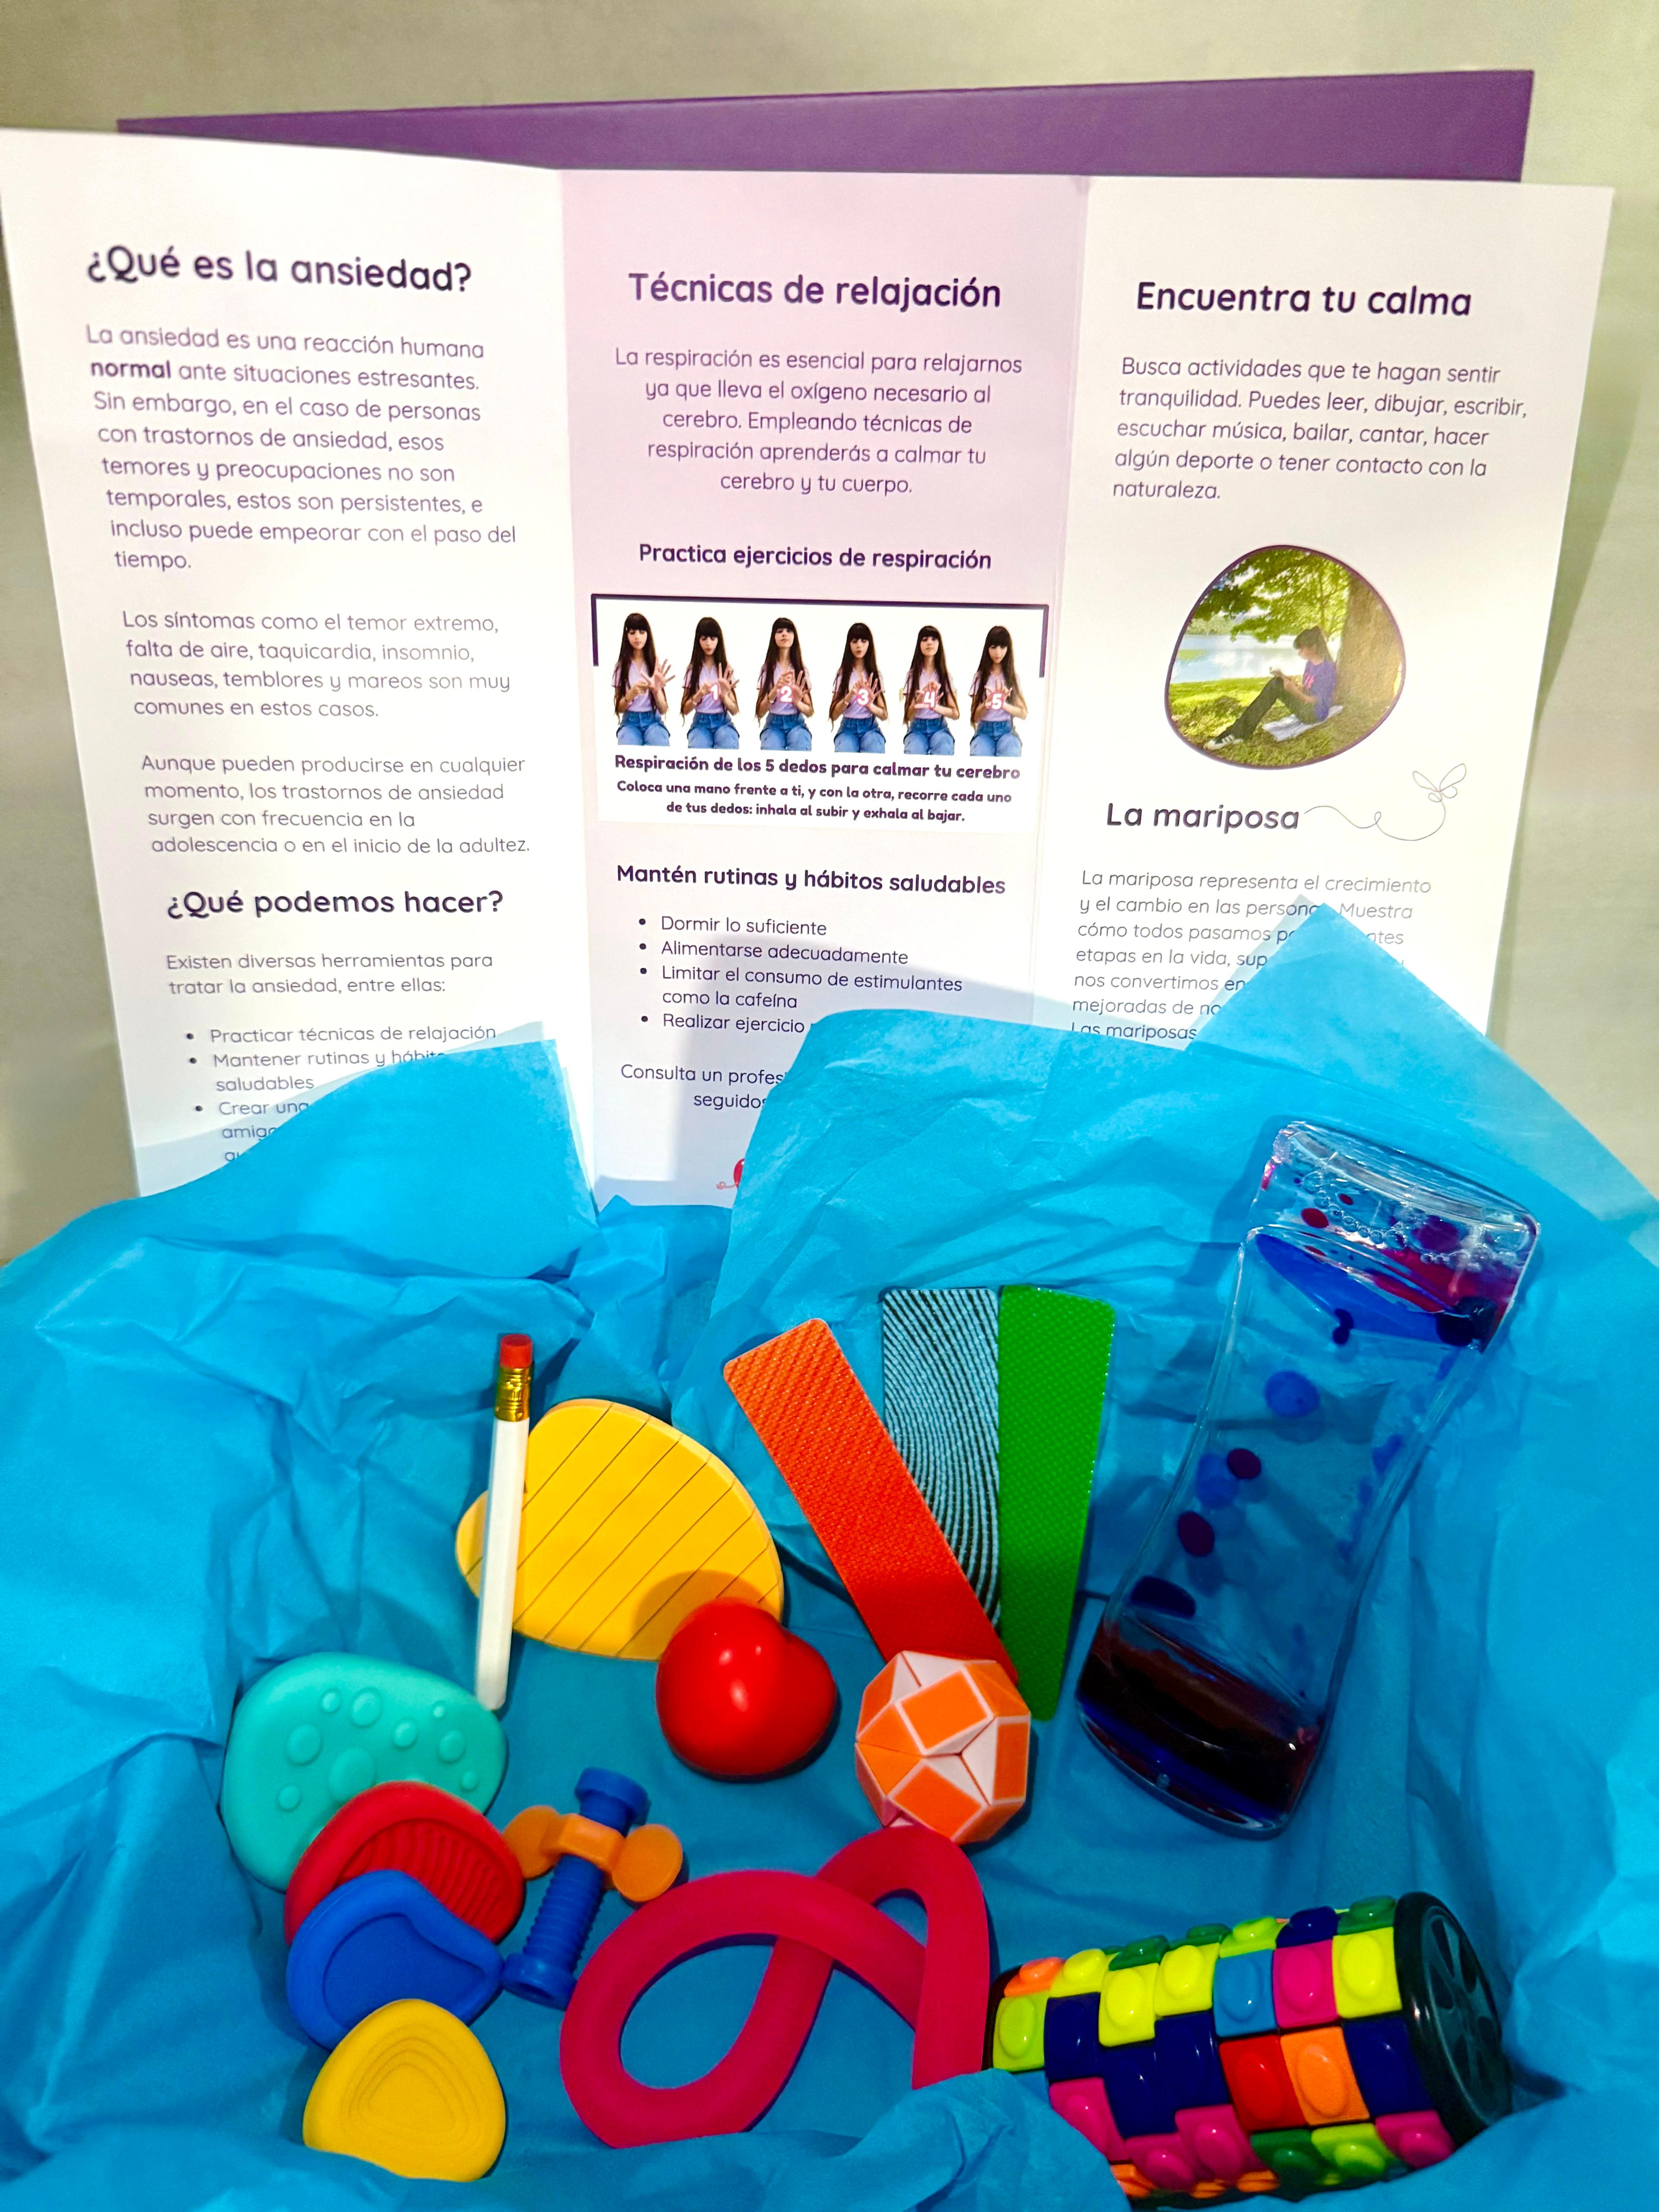 ¿Qué es la ansiedad?
La ansiedad es una reacción humana
normal ante situaciones estresantes.
Sin embargo, en el caso de personas
con trastornos de ansiedad, esos
temores y preocupaciones no son
temporales, estos son persistentes, e
incluso puede empeorar con el paso del
tiempo.
Los síntomas como el temor extremo,
falta de aire, taquicardia, insomnio,
nauseas, temblores y mareos son muy
comunes en estos casos.
Aunque pueden producirse en cualquier
momento, los trastornos de ansiedad
surgen con frecuencia en la
adolescencia o en el inicio de la adultez.
¿Qué podemos hacer?
Existen diversas herramientas para
tratar la ansiedad, entre ellas:
• Practicar técnicas de relajación
• Mantener rutinas y
saludables
• Crear
Técnicas de relajación
La respiración es esencial para relajarnos
ya que lleva el oxígeno necesario al
cerebro. Empleando técnicas de
respiración aprenderás a calmar tu
cerebro y tu cuerpo.
Practica ejercicios de respiración
1 2 3 4 5
Respiración de los 5 dedos para calmar tu cerebro
Coloca una mano frente a ti, y con la otra, recorre cada uno
de tus dedos: inhala al subir y exhala al bajar.
Mantén rutinas y hábitos saludables
• Dormir lo suficiente
• Alimentarse adecuadamente
• Limitar el consumo de estimulantes
como la cafeína
• Realizar ejercicio
Consulta un
Encuentra tu calma
Busca actividades que te hagan sentir
tranquilidad. Puedes leer, dibujar, escribir,
escuchar música, bailar, cantar, hacer
algún deporte o tener contacto con la
naturaleza.
La mariposa
La mariposa representa el crecimiento
y el cambio en las Muestra
cómo todos pasamos
etapas en la vida,
nos convertimos
mejoradas de
Las mariposas